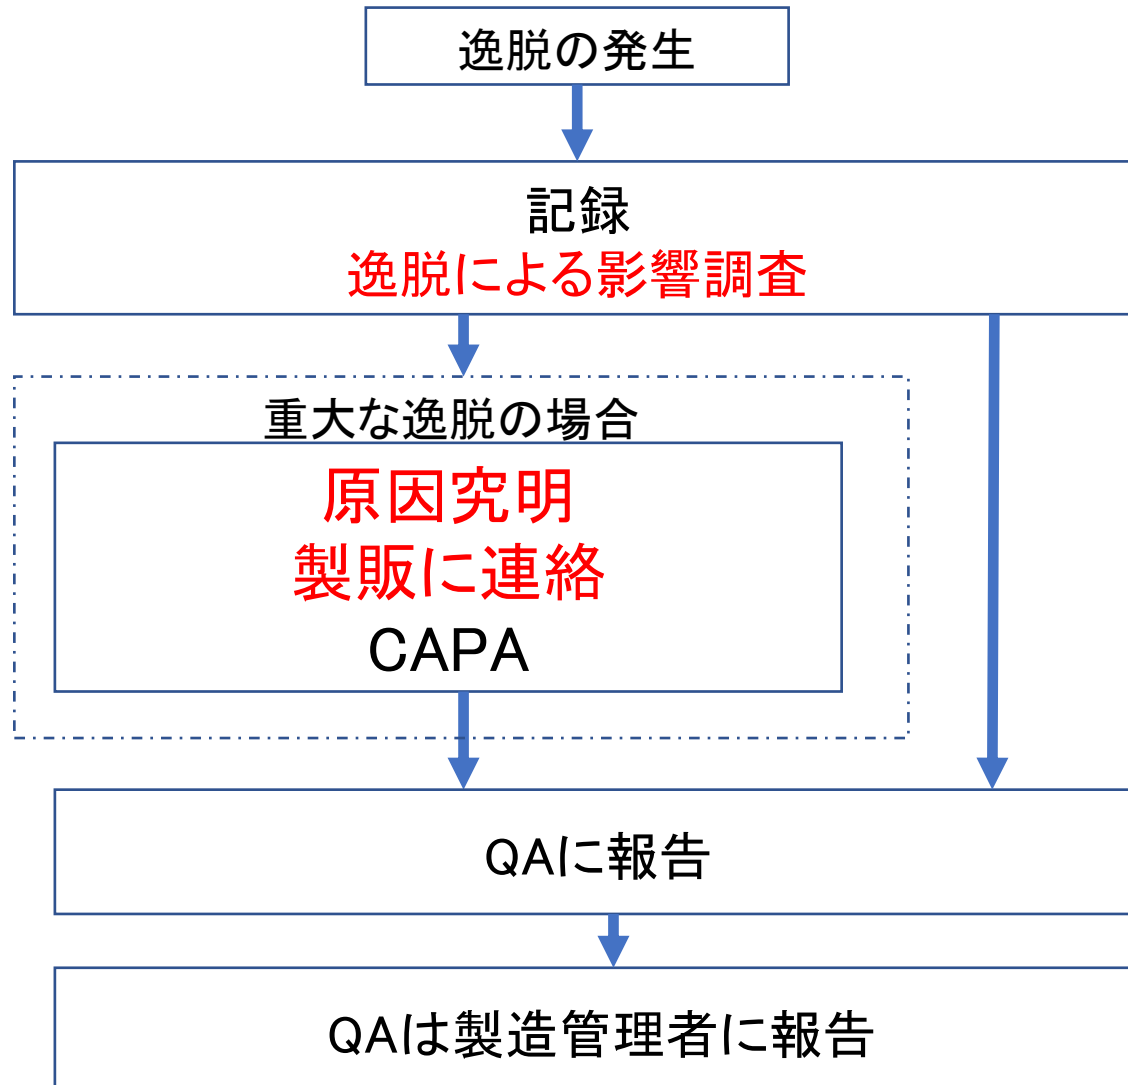 逸脱の発生
記録
逸脱による影響調査
重大な逸脱の場合
原因究明
製販に連絡
CAPA
QAに報告
QAは製造管理者に報告